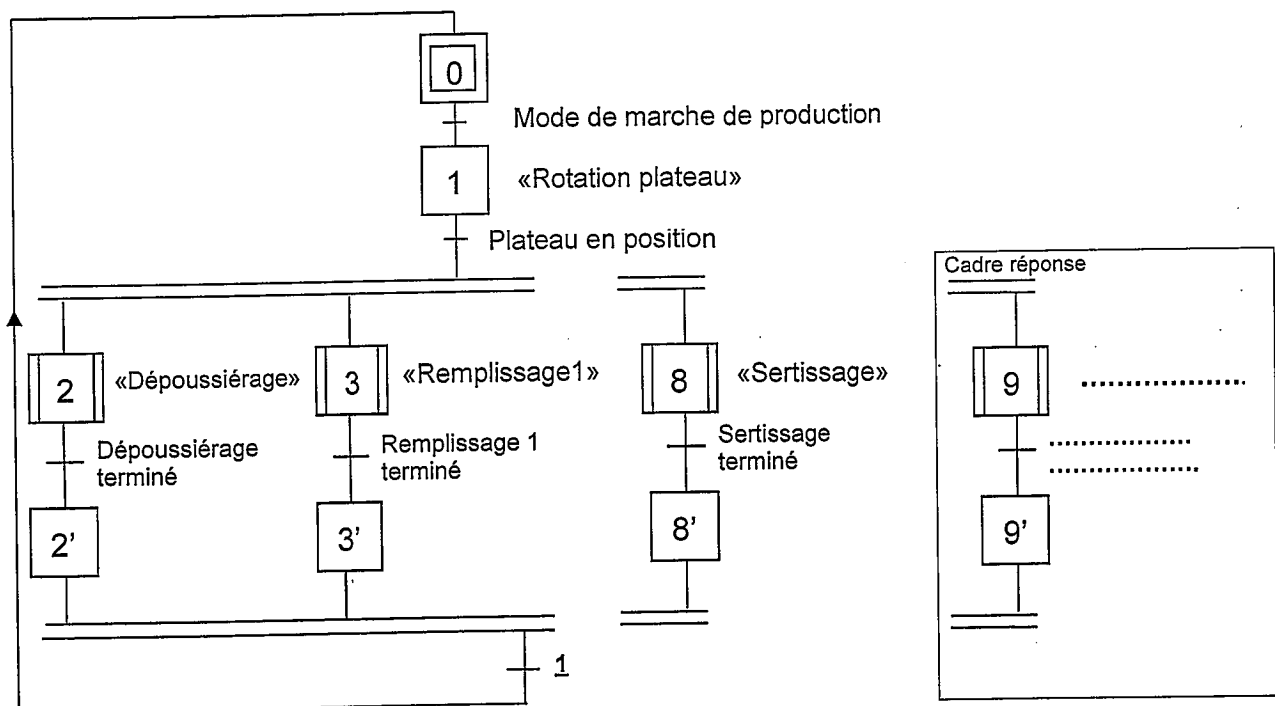 0
Mode de marche de production
1
«Rotation plateau»
Plateau en position
Cadre réponse
2
«Dépoussiérage»
3
«Remplissage1»
8
«Sertissage»
9
.........................
Dépoussiérage
terminé
Remplissage 1
terminé
Sertissage
terminé
......................
......................
2'
3'
8'
9'
1